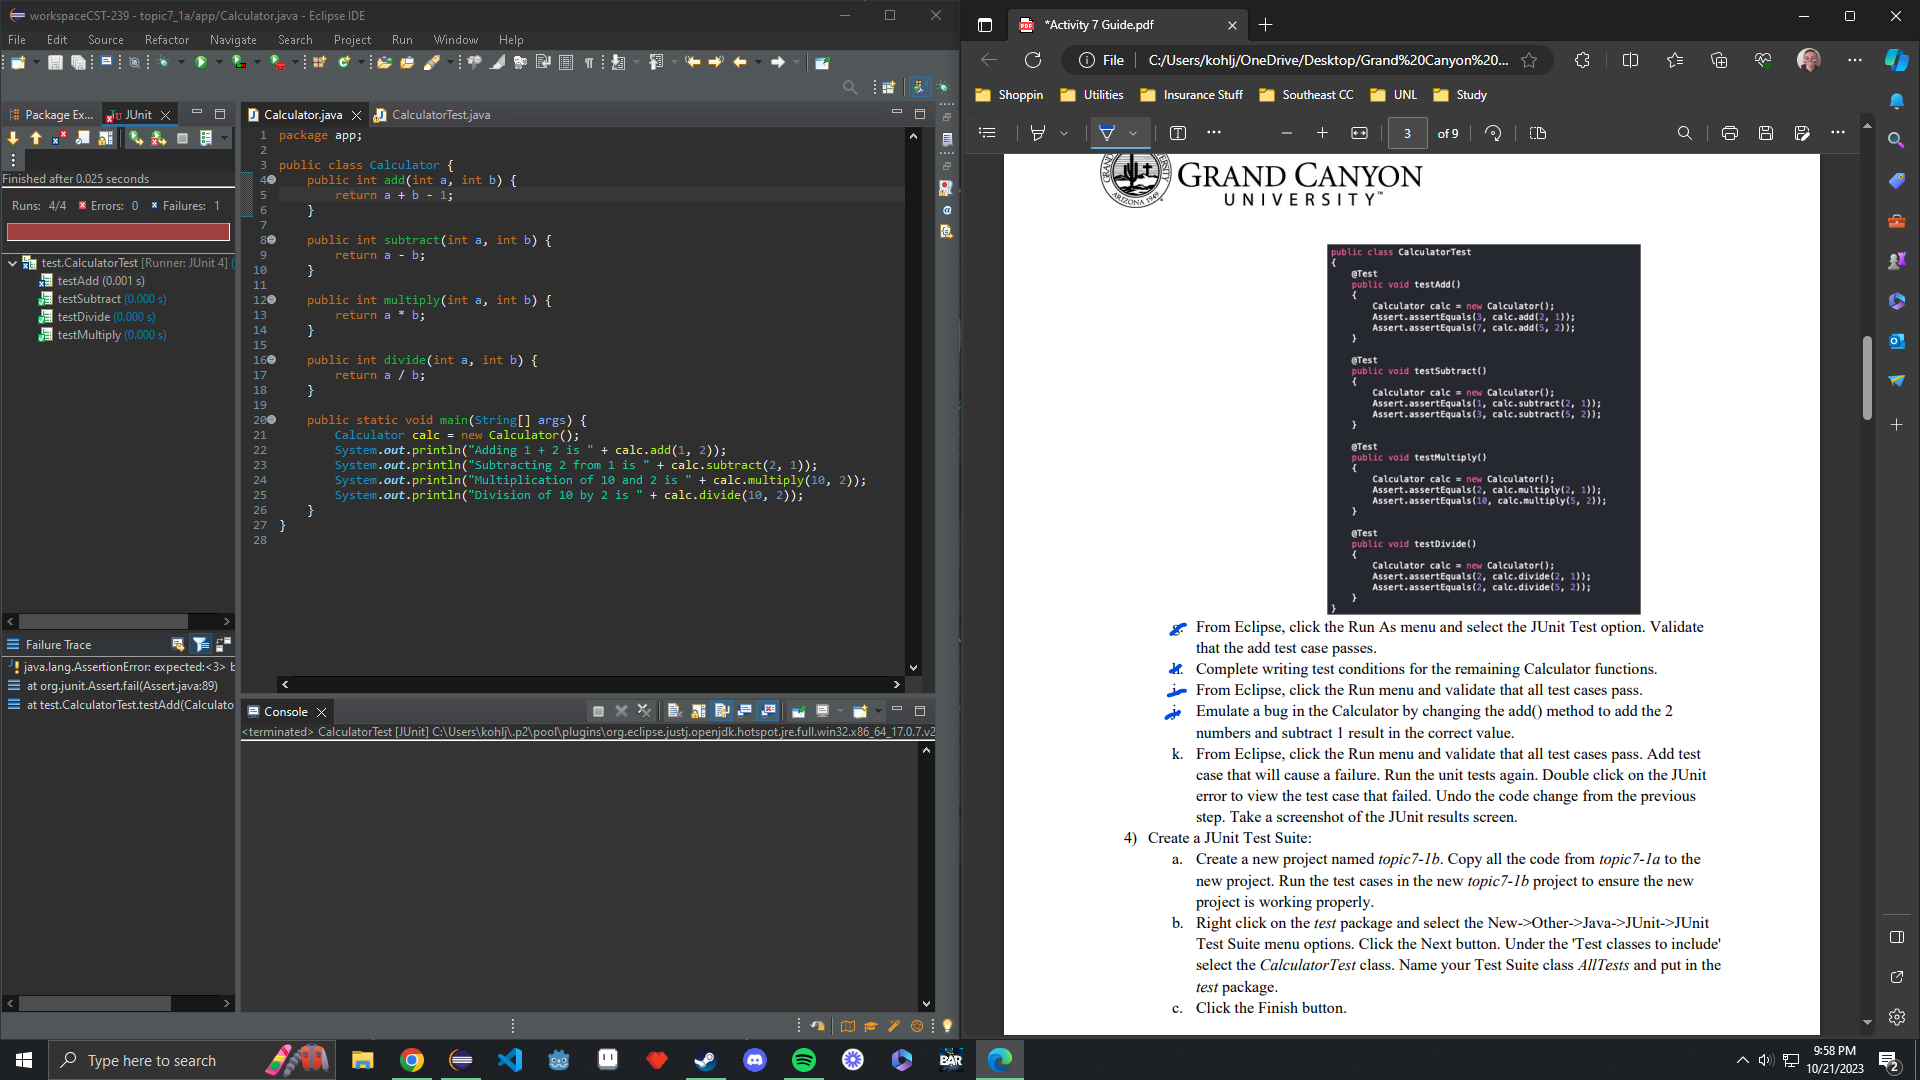 workspaceCST-239 - topic7_1a/app/Calculator.java - Eclipse IDE
File Edit Source Refactor Navigate Search Project Run Window Help
Package Ex... JUnit
Finished after 0.025 seconds
Runs: 4/4 Errors: 0 Failures: 1
test.CalculatorTest [Runner: JUnit 4] (
testAdd (0.001 s)
testSubtract (0.000 s)
testDivide (0.000 s)
testMultiply (0.000 s)
Failure Trace
java.lang.AssertionError: expected:<3> b
at org.junit.Assert.fail(Assert.java:89)
at test.CalculatorTest.testAdd(Calculato
Calculator.java CalculatorTest.java
1 package app;
2
3 public class Calculator {
4 public int add(int a, int b) {
5 return a + b - 1;
6 }
7
8 public int subtract(int a, int b) {
9 return a - b;
10 }
11
12 public int multiply(int a, int b) {
13 return a * b;
14 }
15
16 public int divide(int a, int b) {
17 return a / b;
18 }
19
20 public static void main(String[] args) {
21 Calculator calc = new Calculator();
22 System.out.println("Adding 1 + 2 is " + calc.add(1, 2));
23 System.out.println("Subtracting 2 from 1 is " + calc.subtract(2, 1));
24 System.out.println("Multiplication of 10 and 2 is " + calc.multiply(10, 2));
25 System.out.println("Division of 10 by 2 is " + calc.divide(10, 2));
26 }
27 }
28
Console
<terminated> CalculatorTest [JUnit] C:\Users\kohlj\.p2\pool\plugins\org.eclipse.justj.openjdk.hotspot.jre.full.win32.x86_64_17.0.7.v2
*Activity 7 Guide.pdf
File C:/Users/kohlj/OneDrive/Desktop/Grand%20Canyon%20...
Shoppin Utilities Insurance Stuff Southeast CC UNL Study
3 of 9
GRAND CANYON
UNIVERSITY™
ARIZONA 1949
public class CalculatorTest
{
@Test
public void testAdd()
{
Calculator calc = new Calculator();
Assert.assertEquals(3, calc.add(2, 1));
Assert.assertEquals(7, calc.add(5, 2));
}
@Test
public void testSubtract()
{
Calculator calc = new Calculator();
Assert.assertEquals(1, calc.subtract(2, 1));
Assert.assertEquals(3, calc.subtract(5, 2));
}
@Test
public void testMultiply()
{
Calculator calc = new Calculator();
Assert.assertEquals(2, calc.multiply(2, 1));
Assert.assertEquals(10, calc.multiply(5, 2));
}
@Test
public void testDivide()
{
Calculator calc = new Calculator();
Assert.assertEquals(2, calc.divide(2, 1));
Assert.assertEquals(2, calc.divide(5, 2));
}
}
g. From Eclipse, click the Run As menu and select the JUnit Test option. Validate
that the add test case passes.
h. Complete writing test conditions for the remaining Calculator functions.
i. From Eclipse, click the Run menu and validate that all test cases pass.
j. Emulate a bug in the Calculator by changing the add() method to add the 2
numbers and subtract 1 result in the correct value.
k. From Eclipse, click the Run menu and validate that all test cases pass. Add test
case that will cause a failure. Run the unit tests again. Double click on the JUnit
error to view the test case that failed. Undo the code change from the previous
step. Take a screenshot of the JUnit results screen.
4) Create a JUnit Test Suite:
a. Create a new project named topic7-1b. Copy all the code from topic7-1a to the
new project. Run the test cases in the new topic7-1b project to ensure the new
project is working properly.
b. Right click on the test package and select the New->Other->Java->JUnit->JUnit
Test Suite menu options. Click the Next button. Under the 'Test classes to include'
select the CalculatorTest class. Name your Test Suite class AllTests and put in the
test package.
c. Click the Finish button.
Type here to search
BAR
9:58 PM
10/21/2023
2